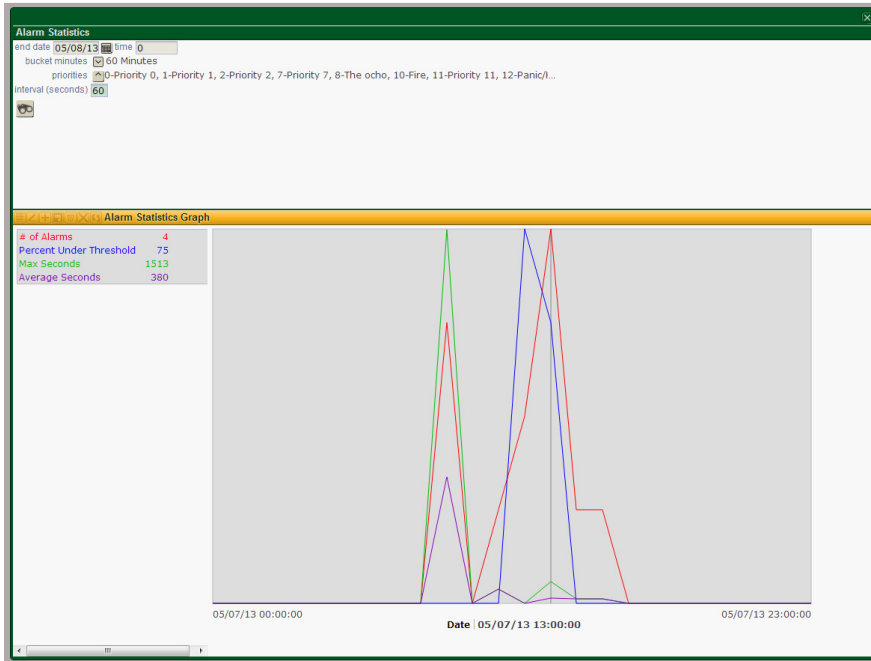 Alarm Statistics
end date 05/08/13 time 0
bucket minutes 60 Minutes
priorities 0-Priority 0, 1-Priority 1, 2-Priority 2, 7-Priority 7, 8-The ocho, 10-Fire, 11-Priority 11, 12-Panic/I...
interval (seconds) 60
Alarm Statistics Graph
# of Alarms 4
Percent Under Threshold 75
Max Seconds 1513
Average Seconds 380
05/07/13 00:00:00
05/07/13 23:00:00
Date 05/07/13 13:00:00